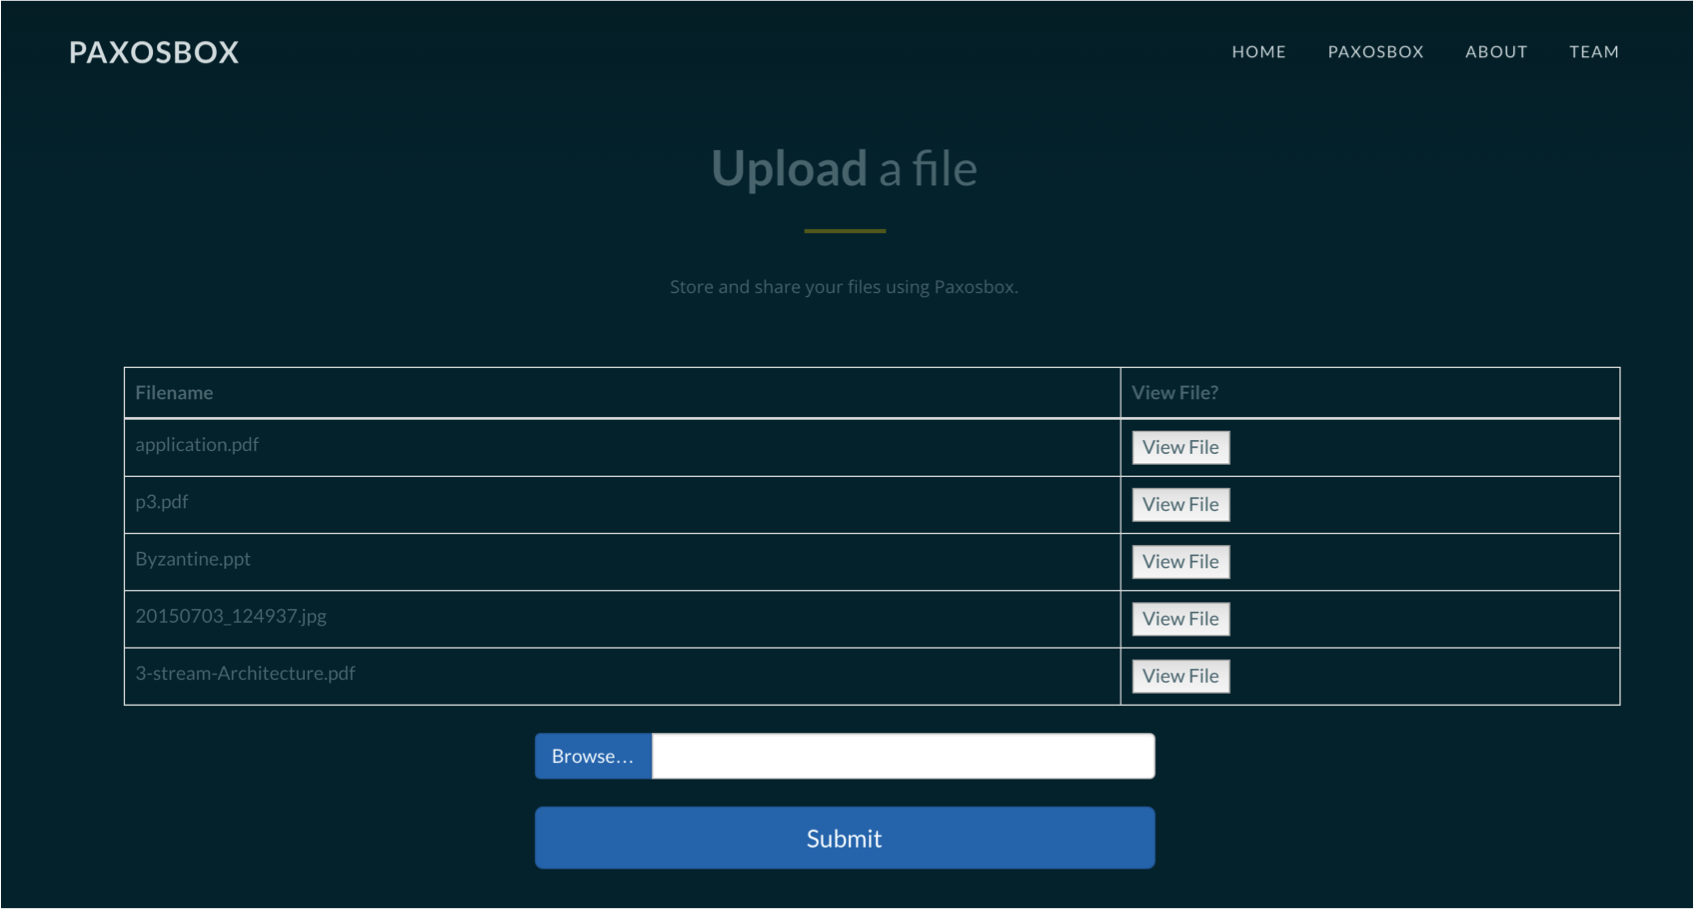 PAXOSBOX
HOME PAXOSBOX ABOUT TEAM
Upload a file
Store and share your files using Paxosbox.
Filename View File?
application.pdf View File
p3.pdf View File
Byzantine.ppt View File
20150703_124937.jpg View File
3-stream-Architecture.pdf View File
Browse...
Submit